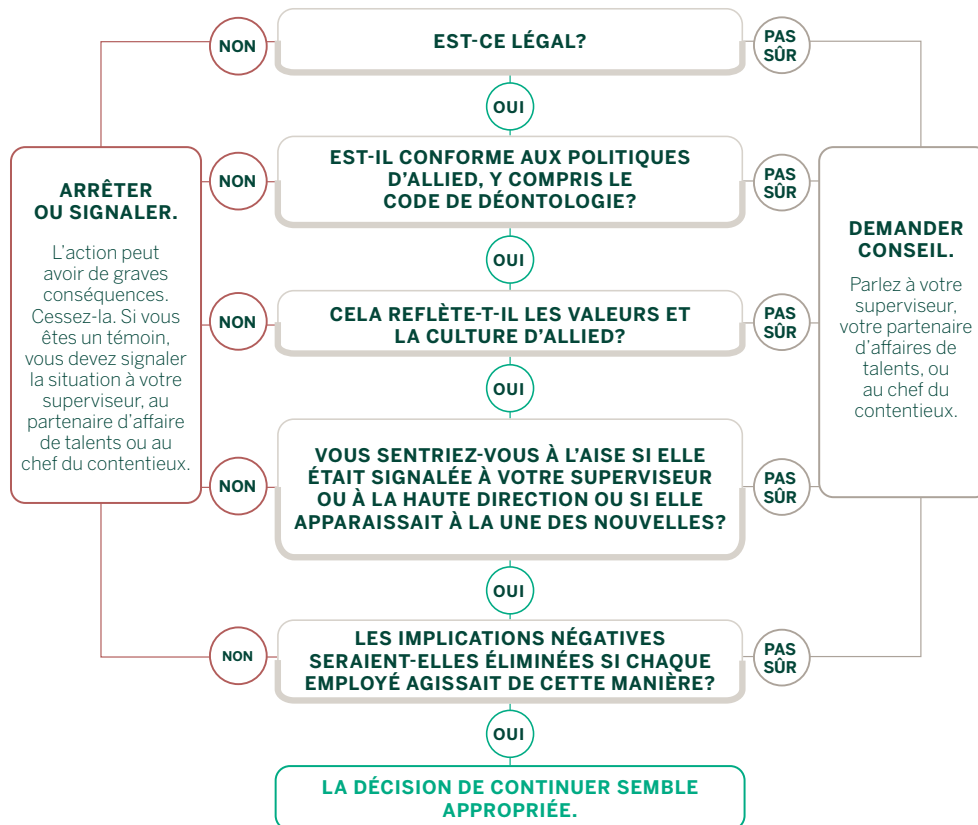 EST-CE LÉGAL?
NON
PAS
SÛR
OUI
EST-IL CONFORME AUX POLITIQUES
D'ALLIED, Y COMPRIS LE
CODE DE DÉONTOLOGIE?
NON
PAS
SÛR
OUI
CELA REFLÈTE-T-IL LES VALEURS ET
LA CULTURE D'ALLIED?
NON
PAS
SÛR
OUI
VOUS SENTRIEZ-VOUS À L'AISE SI ELLE
ÉTAIT SIGNALÉE À VOTRE SUPERVISEUR
OU À LA HAUTE DIRECTION OU SI ELLE
APPARAISSAIT À LA UNE DES NOUVELLES?
NON
PAS
SÛR
OUI
LES IMPLICATIONS NÉGATIVES
SERAIENT-ELLES ÉLIMINÉES SI CHAQUE
EMPLOYÉ AGISSAIT DE CETTE MANIÈRE?
NON
PAS
SÛR
OUI
LA DÉCISION DE CONTINUER SEMBLE
APPROPRIÉE.
ARRÊTER
OU SIGNALER.
L'action peut
avoir de graves
conséquences.
Cessez-la. Si vous
êtes un témoin,
vous devez signaler
la situation à votre
superviseur, au
partenaire d'affaire
de talents ou au
chef du contentieux.
DEMANDER
CONSEIL.
Parlez à votre
superviseur,
votre partenaire
d'affaires de
talents, ou
au chef du
contentieux.